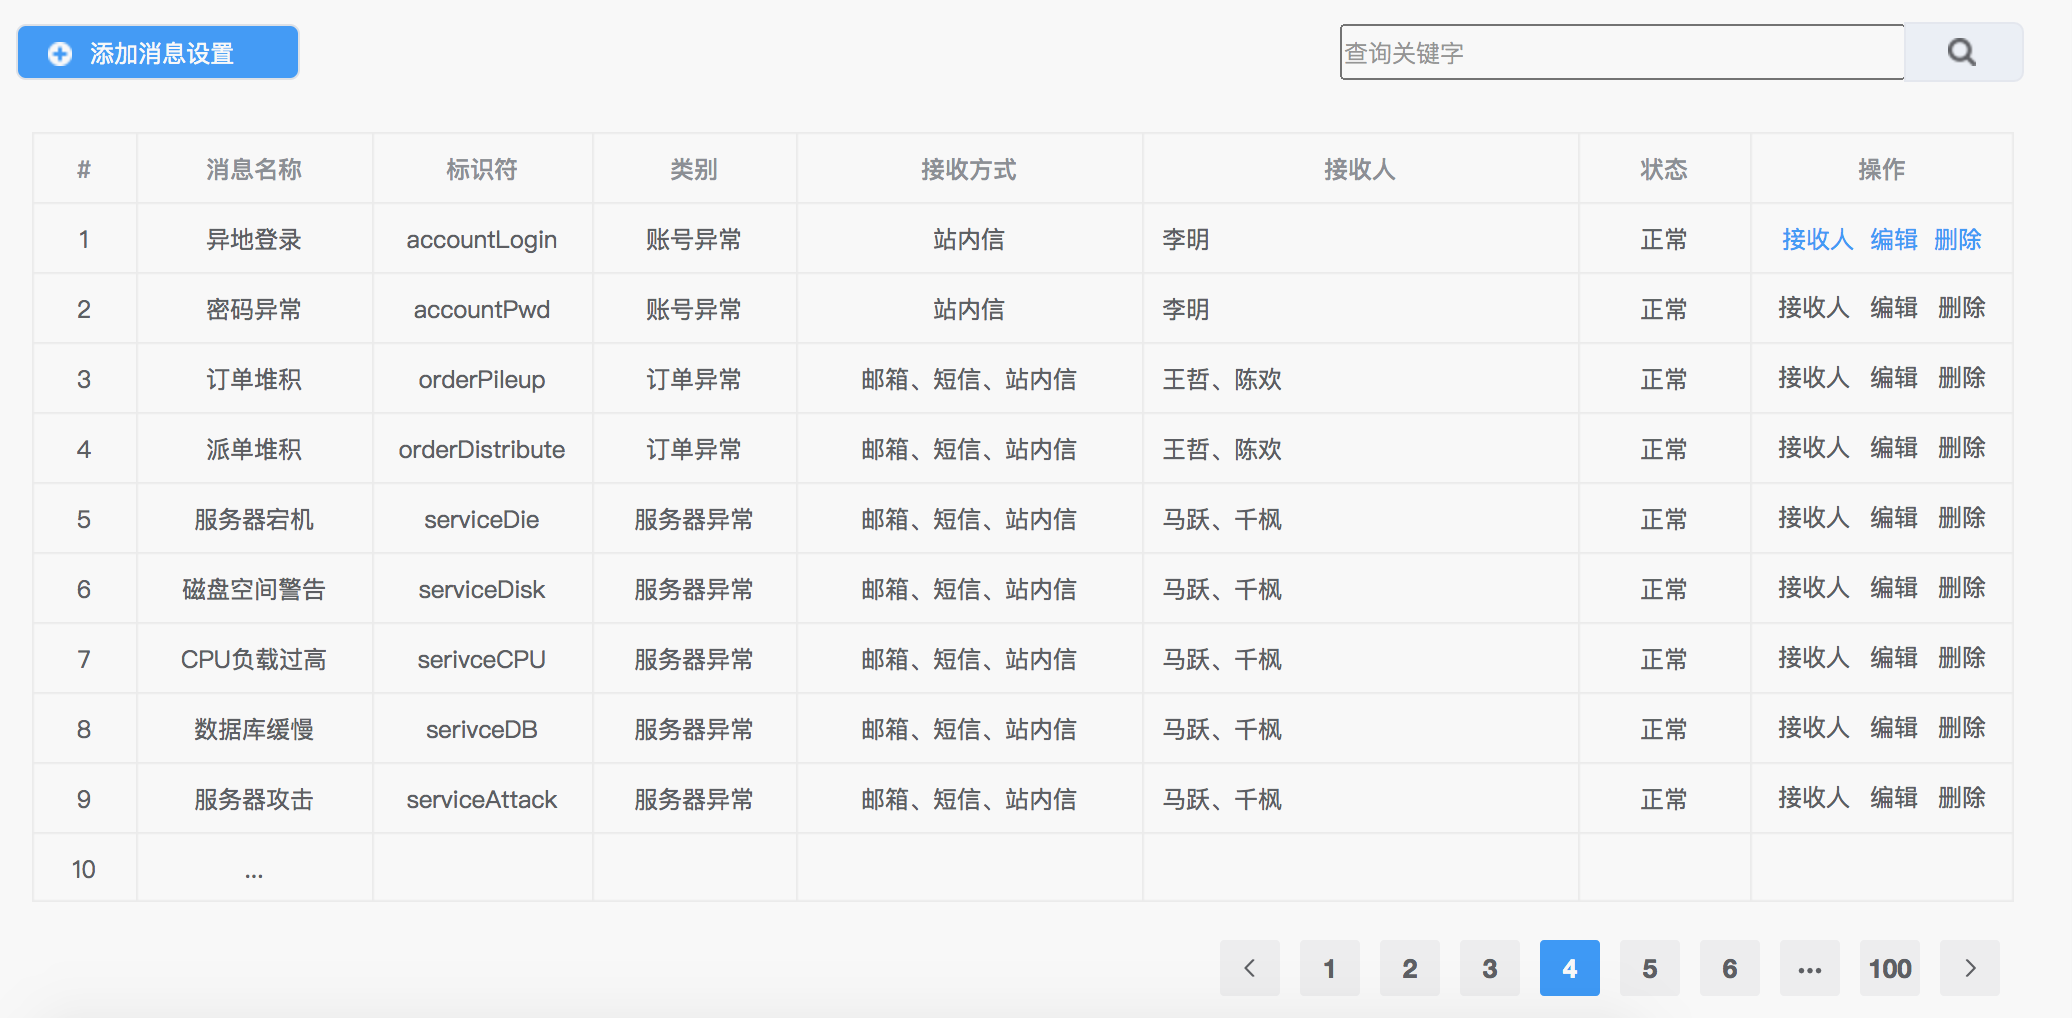 添加消息设置
查询关键字
# 消息名称 标识符 类别 接收方式 接收人 状态 操作
1 异地登录 accountLogin 账号异常 站内信 李明 正常 接收人 编辑 删除
2 密码异常 accountPwd 账号异常 站内信 李明 正常 接收人 编辑 删除
3 订单堆积 orderPileup 订单异常 邮箱、短信、站内信 王哲、陈欢 正常 接收人 编辑 删除
4 派单堆积 orderDistribute 订单异常 邮箱、短信、站内信 王哲、陈欢 正常 接收人 编辑 删除
5 服务器宕机 serviceDie 服务器异常 邮箱、短信、站内信 马跃、千枫 正常 接收人 编辑 删除
6 磁盘空间警告 serviceDisk 服务器异常 邮箱、短信、站内信 马跃、千枫 正常 接收人 编辑 删除
7 CPU负载过高 serivceCPU 服务器异常 邮箱、短信、站内信 马跃、千枫 正常 接收人 编辑 删除
8 数据库缓慢 serivceDB 服务器异常 邮箱、短信、站内信 马跃、千枫 正常 接收人 编辑 删除
9 服务器攻击 serviceAttack 服务器异常 邮箱、短信、站内信 马跃、千枫 正常 接收人 编辑 删除
10 ...
1 2 3 4 5 6 ... 100